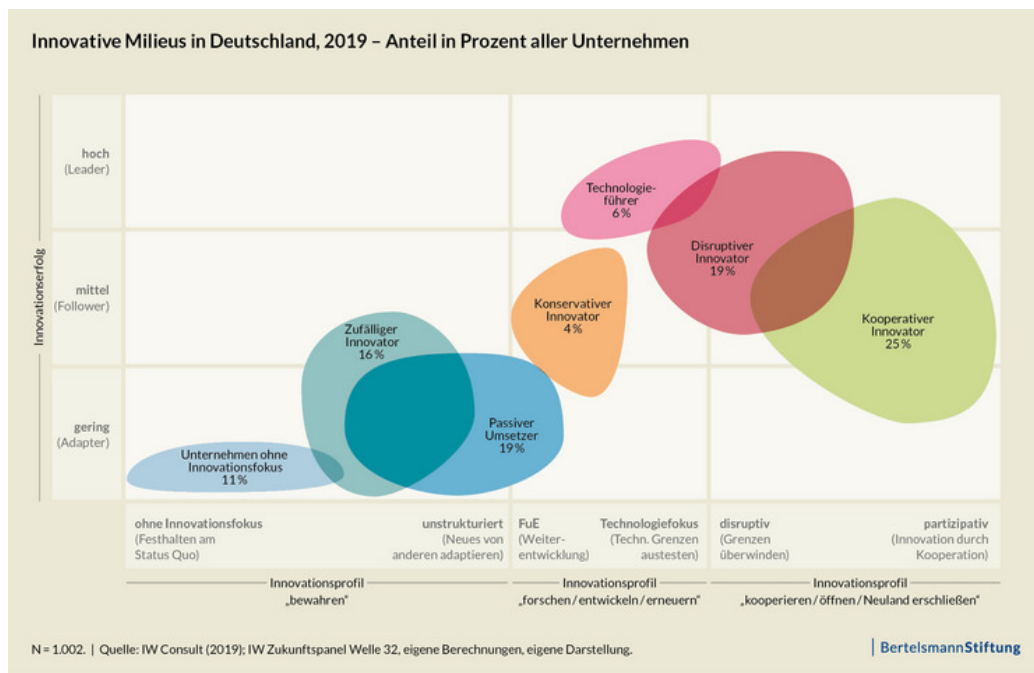 Innovative Milieus in Deutschland, 2019 – Anteil in Prozent aller Unternehmen
Innovationserfolg
hoch
(Leader)
mittel
(Follower)
gering
(Adapter)
Technologie-
führer
6 %
Disruptiver
Innovator
19 %
Konservativer
Innovator
4 %
Kooperativer
Innovator
25 %
Zufälliger
Innovator
16 %
Passiver
Umsetzer
19 %
Unternehmen ohne
Innovationsfokus
11 %
ohne Innovationsfokus
(Festhalten am
Status Quo)
unstrukturiert
(Neues von
anderen adaptieren)
FuE
(Weiter-
entwicklung)
Technologiefokus
(Techn. Grenzen
austesten)
disruptiv
(Grenzen
überwinden)
partizipativ
(Innovation durch
Kooperation)
Innovationsprofil
„bewahren“
Innovationsprofil
„forschen / entwickeln / erneuern“
Innovationsprofil
„kooperieren / öffnen / Neuland erschließen“
N = 1.002. | Quelle: IW Consult (2019); IW Zukunftspanel Welle 32, eigene Berechnungen, eigene Darstellung.
BertelsmannStiftung